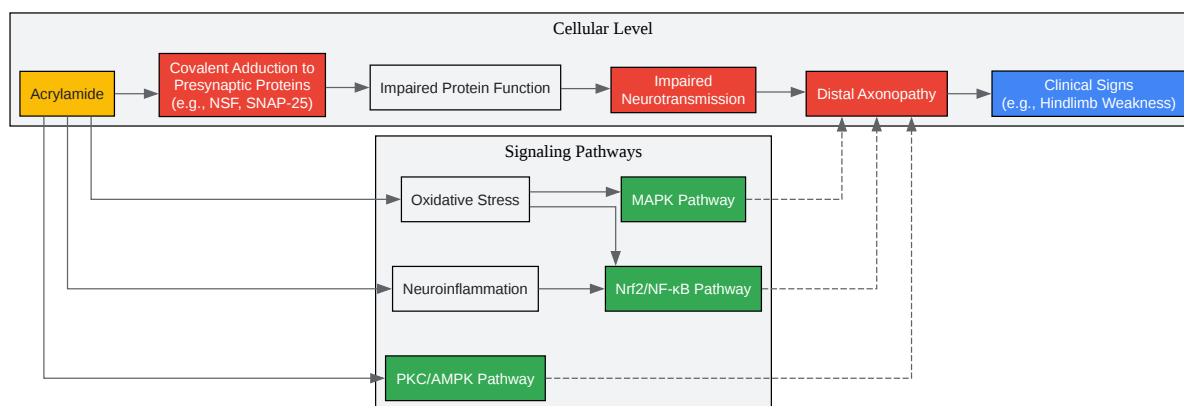 Cellular Level
Acrylamide
Covalent Adduction to
Presynaptic Proteins
(e.g., NSF, SNAP-25)
Impaired Protein Function
Impaired
Neurotransmission
Distal Axonopathy
Clinical Signs
(e.g., Hindlimb Weakness)
Signaling Pathways
Oxidative Stress
MAPK Pathway
Neuroinflammation
Nrf2/NF-κB Pathway
PKC/AMPK Pathway